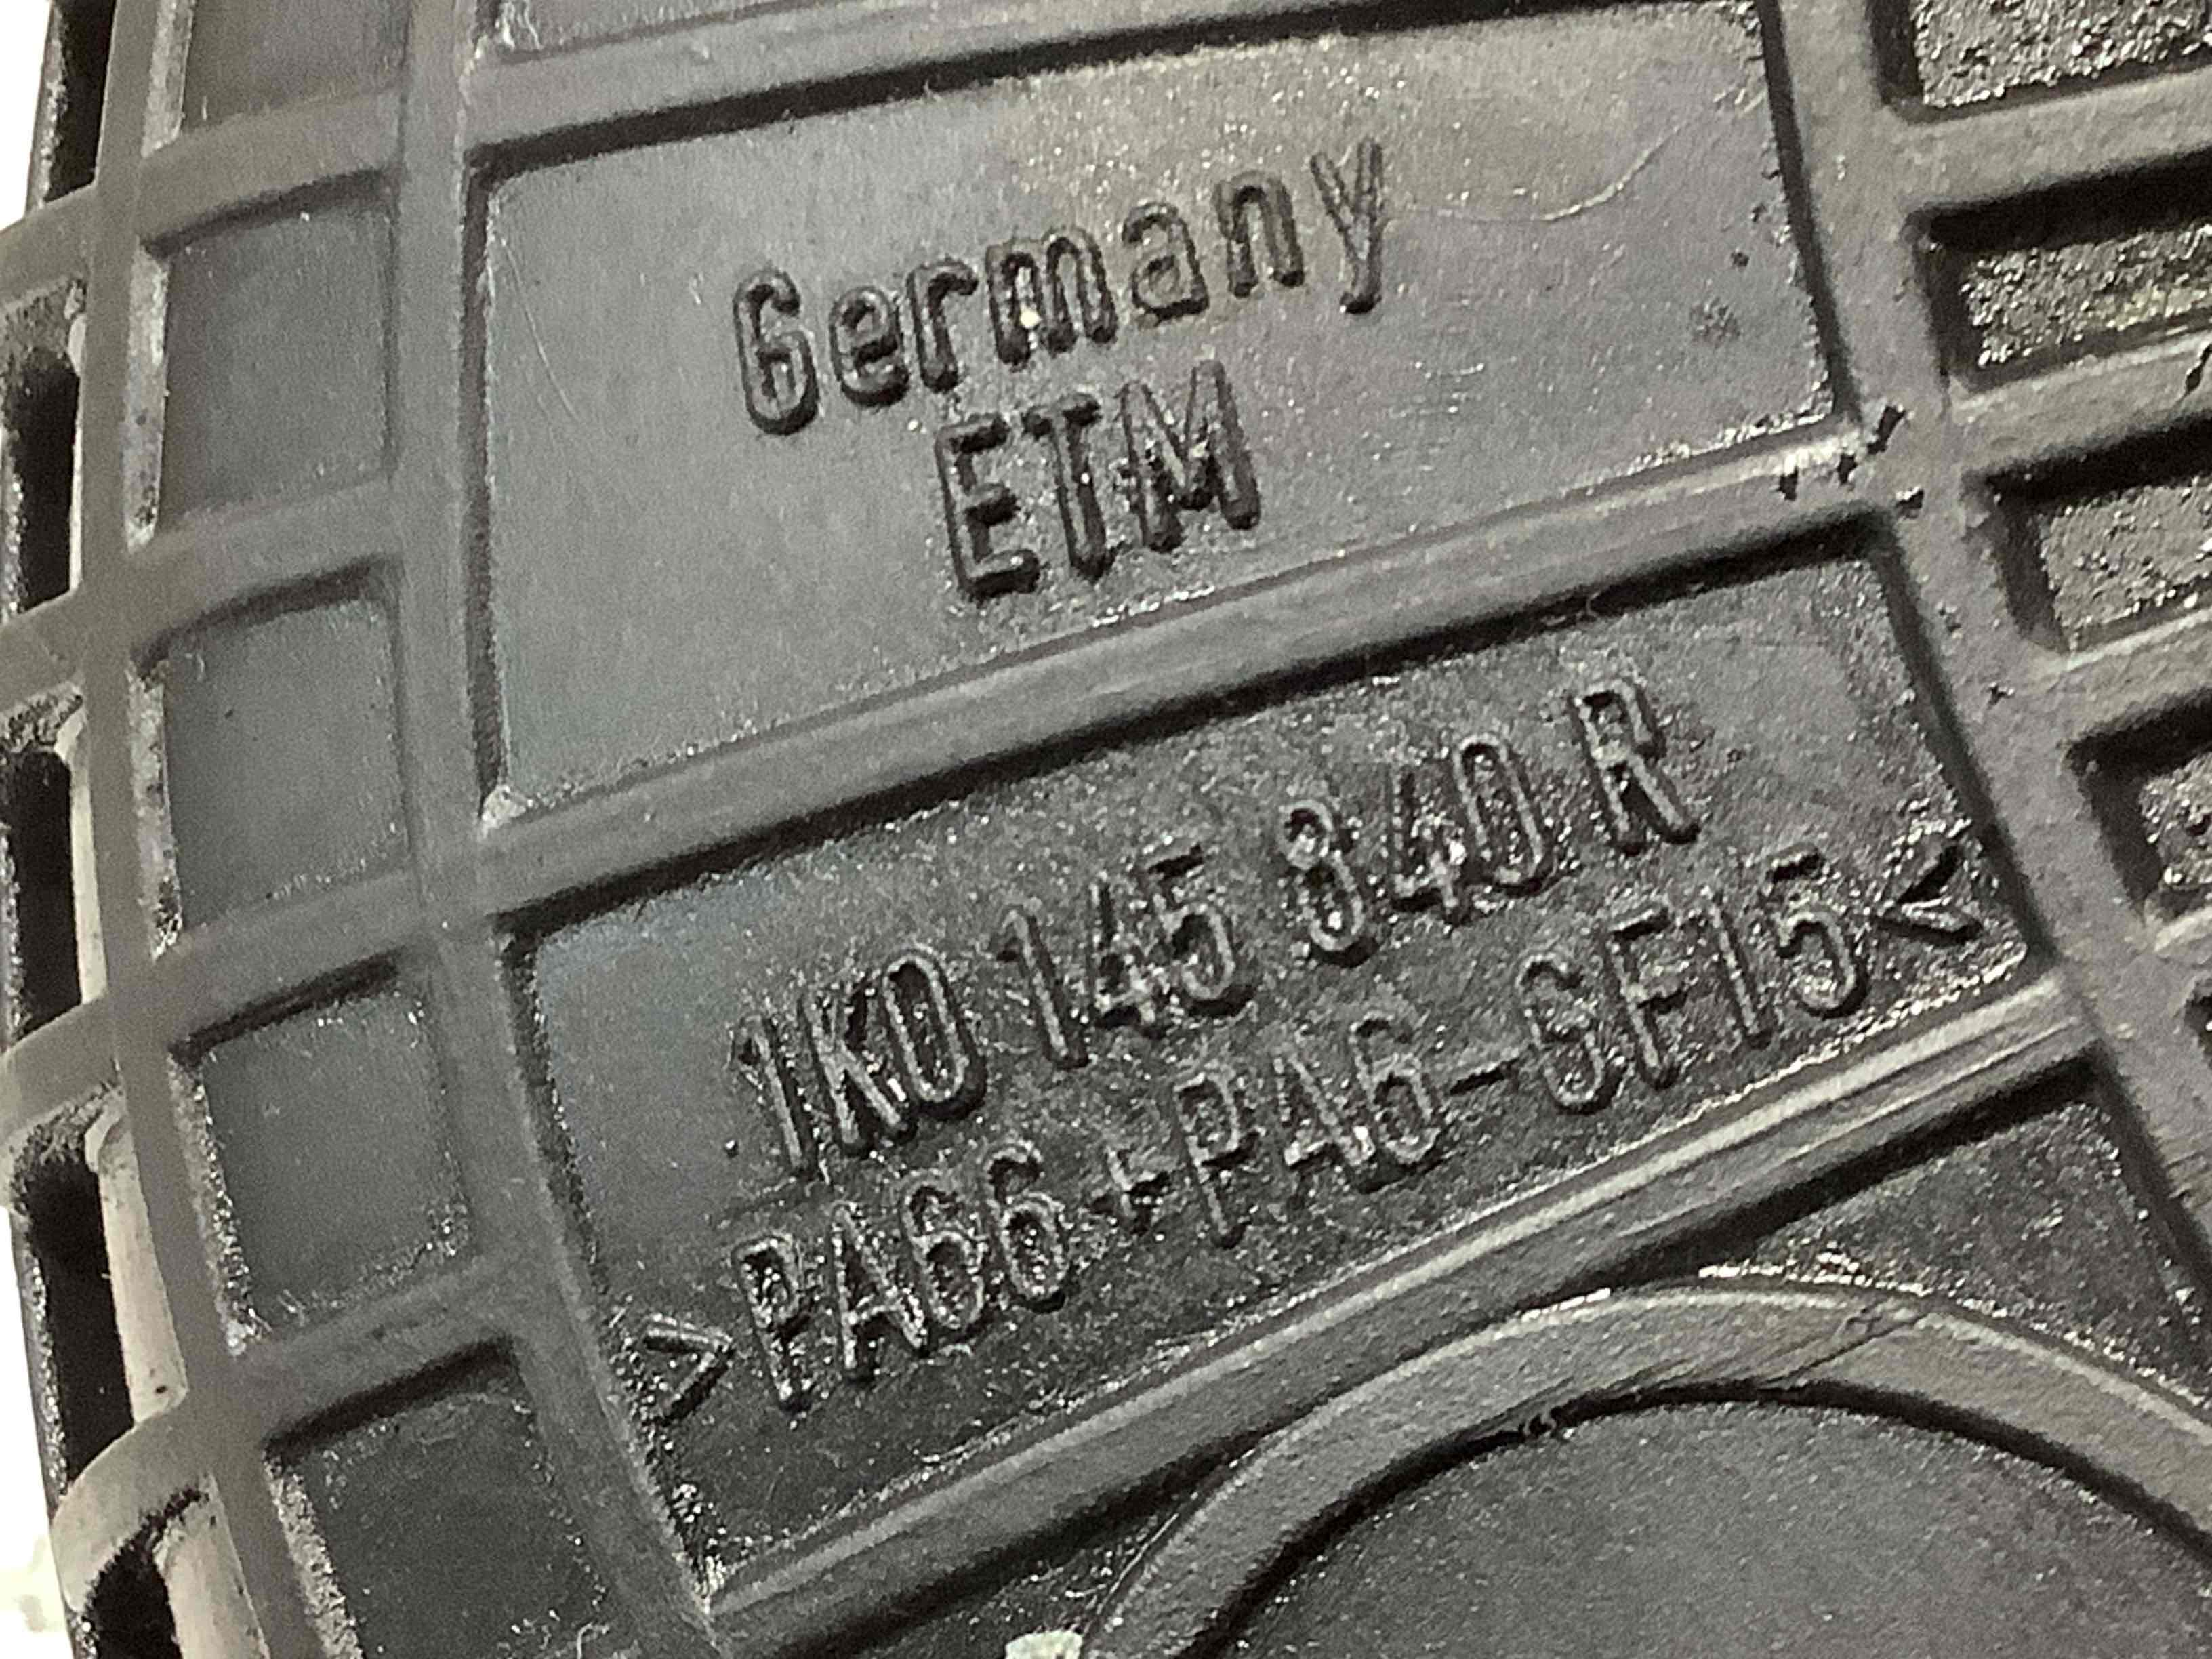 Germany
ETM
1K0 145 840 R
>PA66+PA6-GF15<